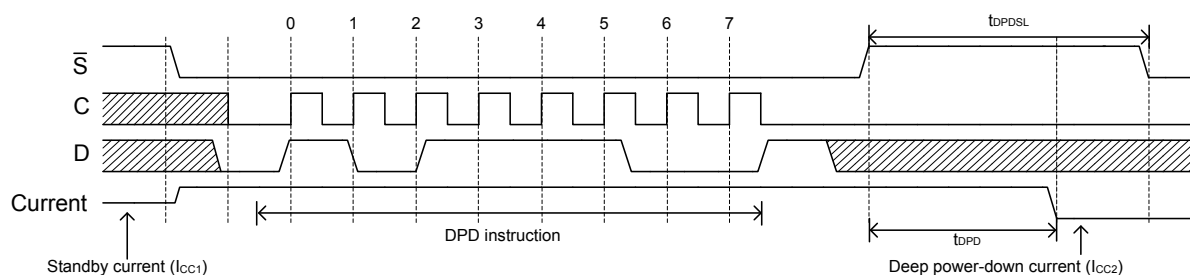 0 1 2 3 4 5 6 7
tDPDSL
S̅
C
D
Current
DPD instruction
tDPD
Standby current (ICC1)
Deep power-down current (ICC2)